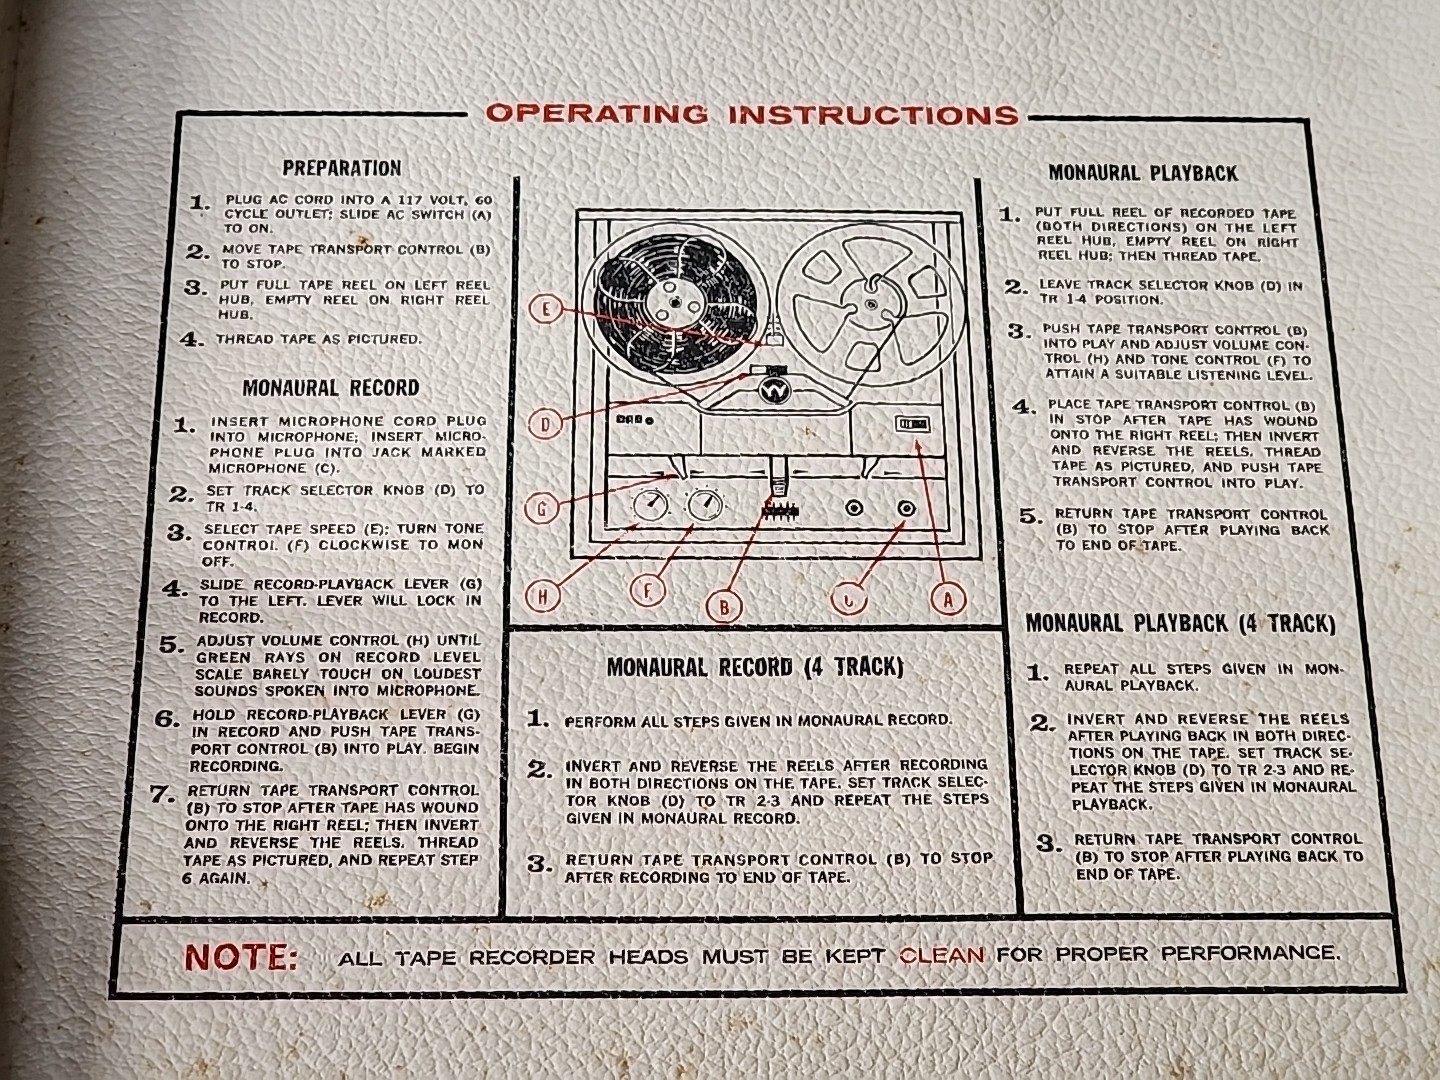 OPERATING INSTRUCTIONS
PREPARATION
1. PLUG AC CORD INTO A 117 VOLT, 60
CYCLE OUTLET; SLIDE AC SWITCH (A)
TO ON.
2. MOVE TAPE TRANSPORT CONTROL (B)
TO STOP.
3. PUT FULL TAPE REEL ON LEFT REEL
HUB, EMPTY REEL ON RIGHT REEL
HUB.
4. THREAD TAPE AS PICTURED.
MONAURAL RECORD
1. INSERT MICROPHONE CORD PLUG
INTO MICROPHONE; INSERT MICRO-
PHONE PLUG INTO JACK MARKED
MICROPHONE (C).
2. SET TRACK SELECTOR KNOB (D) TO
TR 1-4.
3. SELECT TAPE SPEED (E); TURN TONE
CONTROL (F) CLOCKWISE TO MON
OFF.
4. SLIDE RECORD-PLAYBACK LEVER (G)
TO THE LEFT. LEVER WILL LOCK IN
RECORD.
5. ADJUST VOLUME CONTROL (H) UNTIL
GREEN RAYS ON RECORD LEVEL
SCALE BARELY TOUCH ON LOUDEST
SOUNDS SPOKEN INTO MICROPHONE.
6. HOLD RECORD-PLAYBACK LEVER (G)
IN RECORD AND PUSH TAPE TRANS-
PORT CONTROL (B) INTO PLAY. BEGIN
RECORDING.
7. RETURN TAPE TRANSPORT CONTROL
(B) TO STOP AFTER TAPE HAS WOUND
ONTO THE RIGHT REEL; THEN INVERT
AND REVERSE THE REELS. THREAD
TAPE AS PICTURED, AND REPEAT STEP
6 AGAIN.
E
D
W
G
H
F
B
C
A
MONAURAL RECORD (4 TRACK)
1. PERFORM ALL STEPS GIVEN IN MONAURAL RECORD.
2. INVERT AND REVERSE THE REELS AFTER RECORDING
IN BOTH DIRECTIONS ON THE TAPE. SET TRACK SELEC-
TOR KNOB (D) TO TR 2-3 AND REPEAT THE STEPS
GIVEN IN MONAURAL RECORD.
3. RETURN TAPE TRANSPORT CONTROL (B) TO STOP
AFTER RECORDING TO END OF TAPE.
MONAURAL PLAYBACK
1. PUT FULL REEL OF RECORDED TAPE
(BOTH DIRECTIONS) ON THE LEFT
REEL HUB, EMPTY REEL ON RIGHT
REEL HUB; THEN THREAD TAPE.
2. LEAVE TRACK SELECTOR KNOB (D) IN
TR 1-4 POSITION.
3. PUSH TAPE TRANSPORT CONTROL (B)
INTO PLAY AND ADJUST VOLUME CON-
TROL (H) AND TONE CONTROL (F) TO
ATTAIN A SUITABLE LISTENING LEVEL.
4. PLACE TAPE TRANSPORT CONTROL (B)
IN STOP AFTER TAPE HAS WOUND
ONTO THE RIGHT REEL; THEN INVERT
AND REVERSE THE REELS. THREAD
TAPE AS PICTURED, AND PUSH TAPE
TRANSPORT CONTROL INTO PLAY.
5. RETURN TAPE TRANSPORT CONTROL
(B) TO STOP AFTER PLAYING BACK
TO END OF TAPE.
MONAURAL PLAYBACK (4 TRACK)
1. REPEAT ALL STEPS GIVEN IN MON-
AURAL PLAYBACK.
2. INVERT AND REVERSE THE REELS
AFTER PLAYING BACK IN BOTH DIREC-
TIONS ON THE TAPE. SET TRACK SE-
LECTOR KNOB (D) TO TR 2-3 AND RE-
PEAT THE STEPS GIVEN IN MONAURAL
PLAYBACK.
3. RETURN TAPE TRANSPORT CONTROL
(B) TO STOP AFTER PLAYING BACK TO
END OF TAPE.
NOTE: ALL TAPE RECORDER HEADS MUST BE KEPT CLEAN FOR PROPER PERFORMANCE.